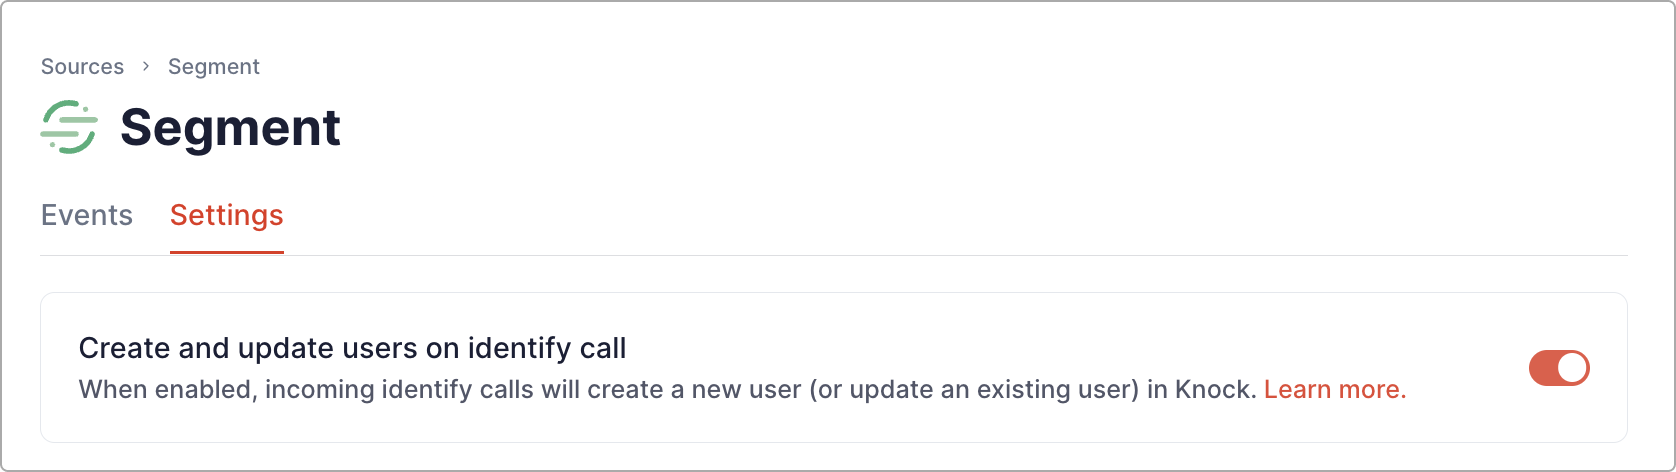 Sources › Segment
Segment
Events Settings
Create and update users on identify call
When enabled, incoming identify calls will create a new user (or update an existing user) in Knock. Learn more.